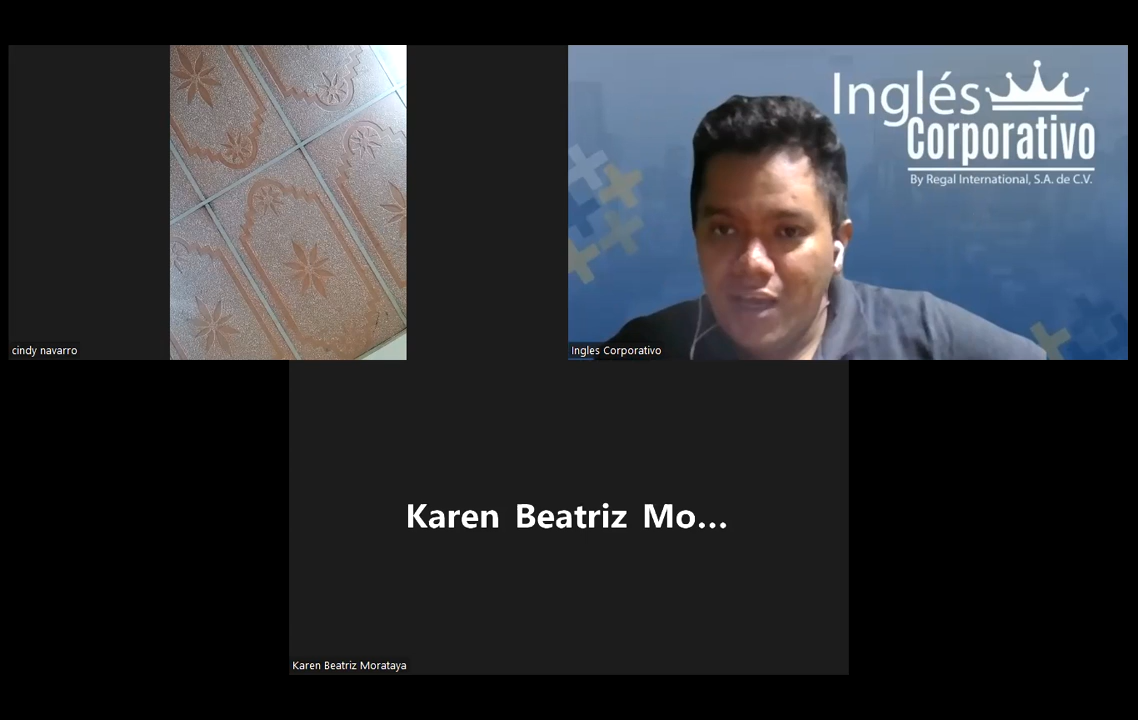 Inglés
Corporativo
By Regal International, S.A. de C.V.
cindy navarro
Ingles Corporativo
Karen Beatriz Mo...
Karen Beatriz Morataya